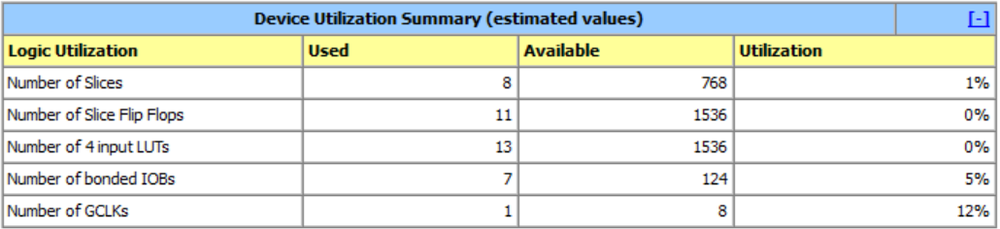 Device Utilization Summary (estimated values) [-]
Logic Utilization Used Available Utilization
Number of Slices 8 768 1%
Number of Slice Flip Flops 11 1536 0%
Number of 4 input LUTs 13 1536 0%
Number of bonded IOBs 7 124 5%
Number of GCLKs 1 8 12%